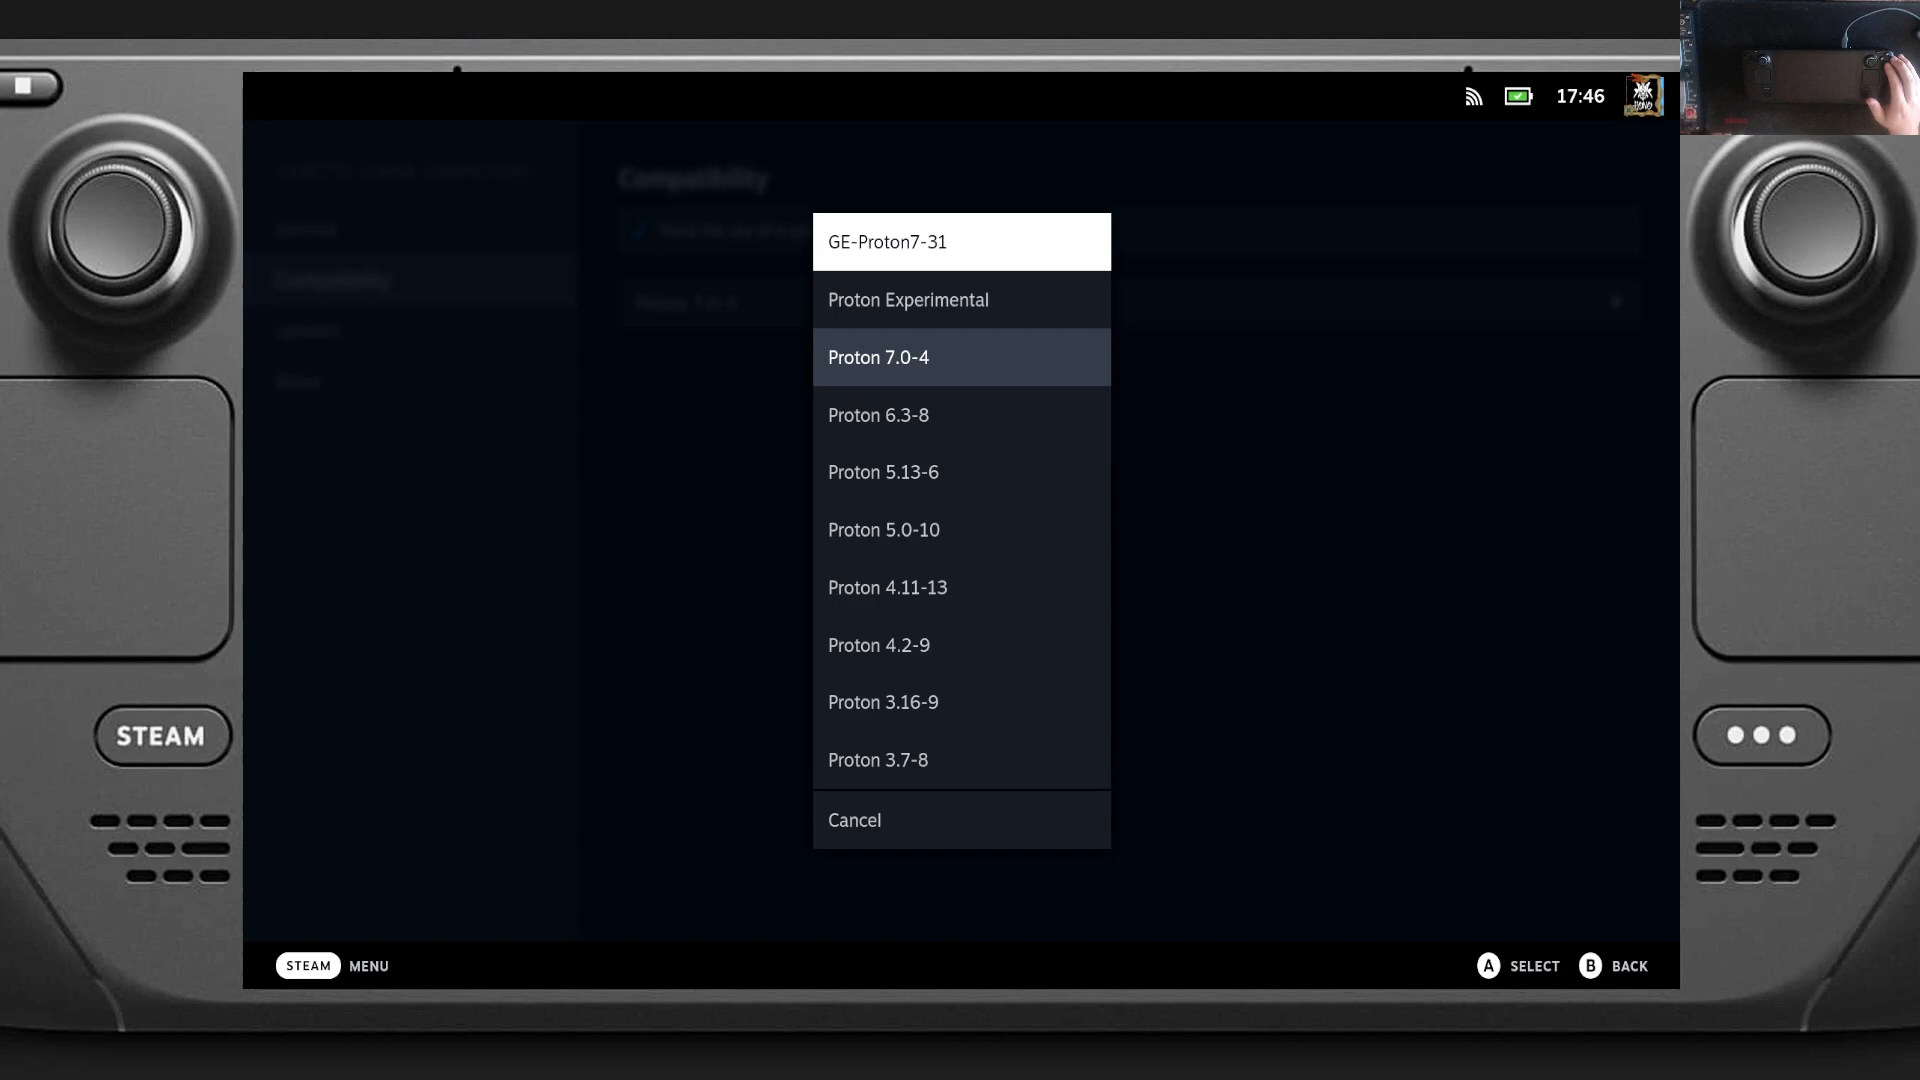 17:46
Compatibility
Compatibility
GE-Proton7-31
Proton Experimental
Proton 7.0-4
Proton 6.3-8
Proton 5.13-6
Proton 5.0-10
Proton 4.11-13
Proton 4.2-9
Proton 3.16-9
Proton 3.7-8
Cancel
STEAM
STEAM MENU
A SELECT B BACK